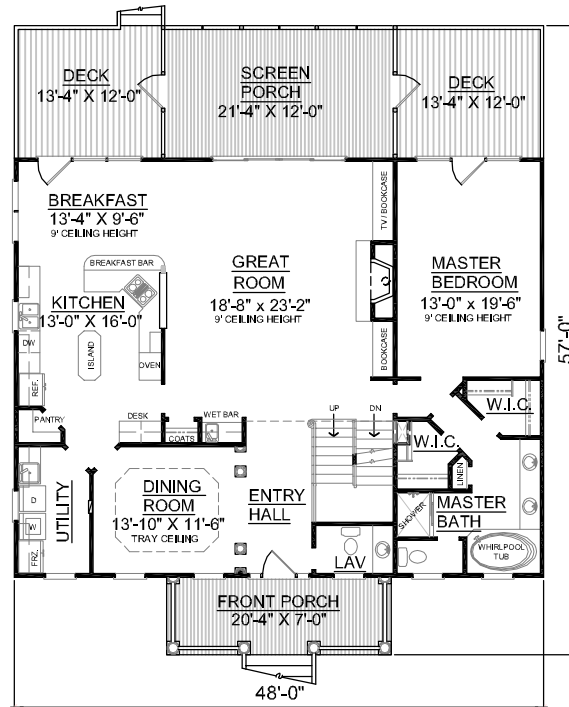 DECK
13'-4" X 12'-0"
SCREEN
PORCH
21'-4" X 12'-0"
DECK
13'-4" X 12'-0"
BREAKFAST
13'-4" X 9'-6"
9' CEILING HEIGHT
TV / BOOKCASE
BREAKFAST BAR
GREAT
ROOM
18'-8" x 23'-2"
9' CEILING HEIGHT
MASTER
BEDROOM
13'-0" x 19'-6"
9' CEILING HEIGHT
57'-0"
KITCHEN
13'-0" X 16'-0"
DW
ISLAND
OVEN
BOOKCASE
REF.
PANTRY
DESK
COATS
WET BAR
UP
DN
W.I.C.
W.I.C.
LINEN
D
W
FRZ.
UTILITY
DINING
ROOM
13'-10" X 11'-6"
TRAY CEILING
ENTRY
HALL
LAV
SHOWER
MASTER
BATH
WHIRLPOOL
TUB
FRONT PORCH
20'-4" X 7'-0"
48'-0"